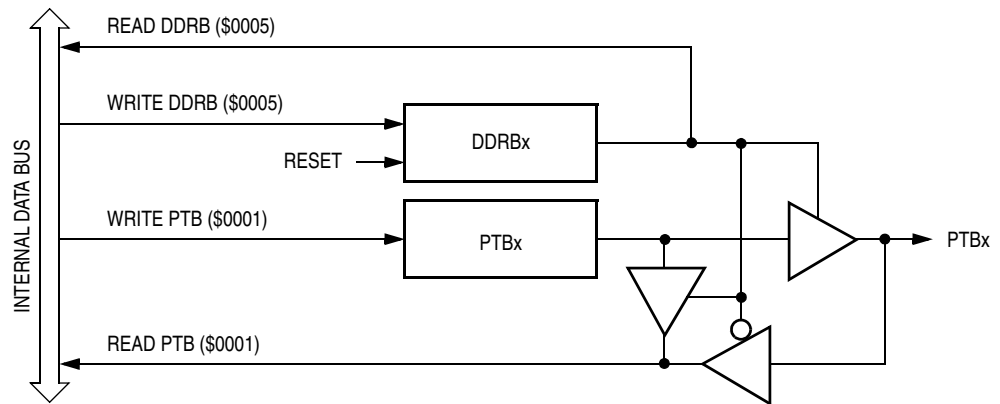 READ DDRB ($0005)
WRITE DDRB ($0005)
DDRBx
RESET
INTERNAL DATA BUS
WRITE PTB ($0001)
PTBx
PTBx
READ PTB ($0001)